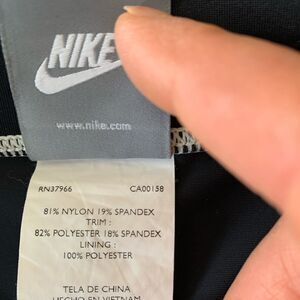 NIKE
www.nike.com
RN37966 CA00158
81% NYLON 19% SPANDEX
TRIM :
82% POLYESTER 18% SPANDEX
LINING :
100% POLYESTER
TELA DE CHINA
HECHO EN VIETNAM